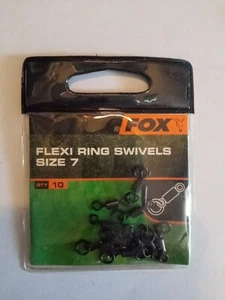 FOX
FLEXI RING SWIVELS
SIZE 7
QTY 10